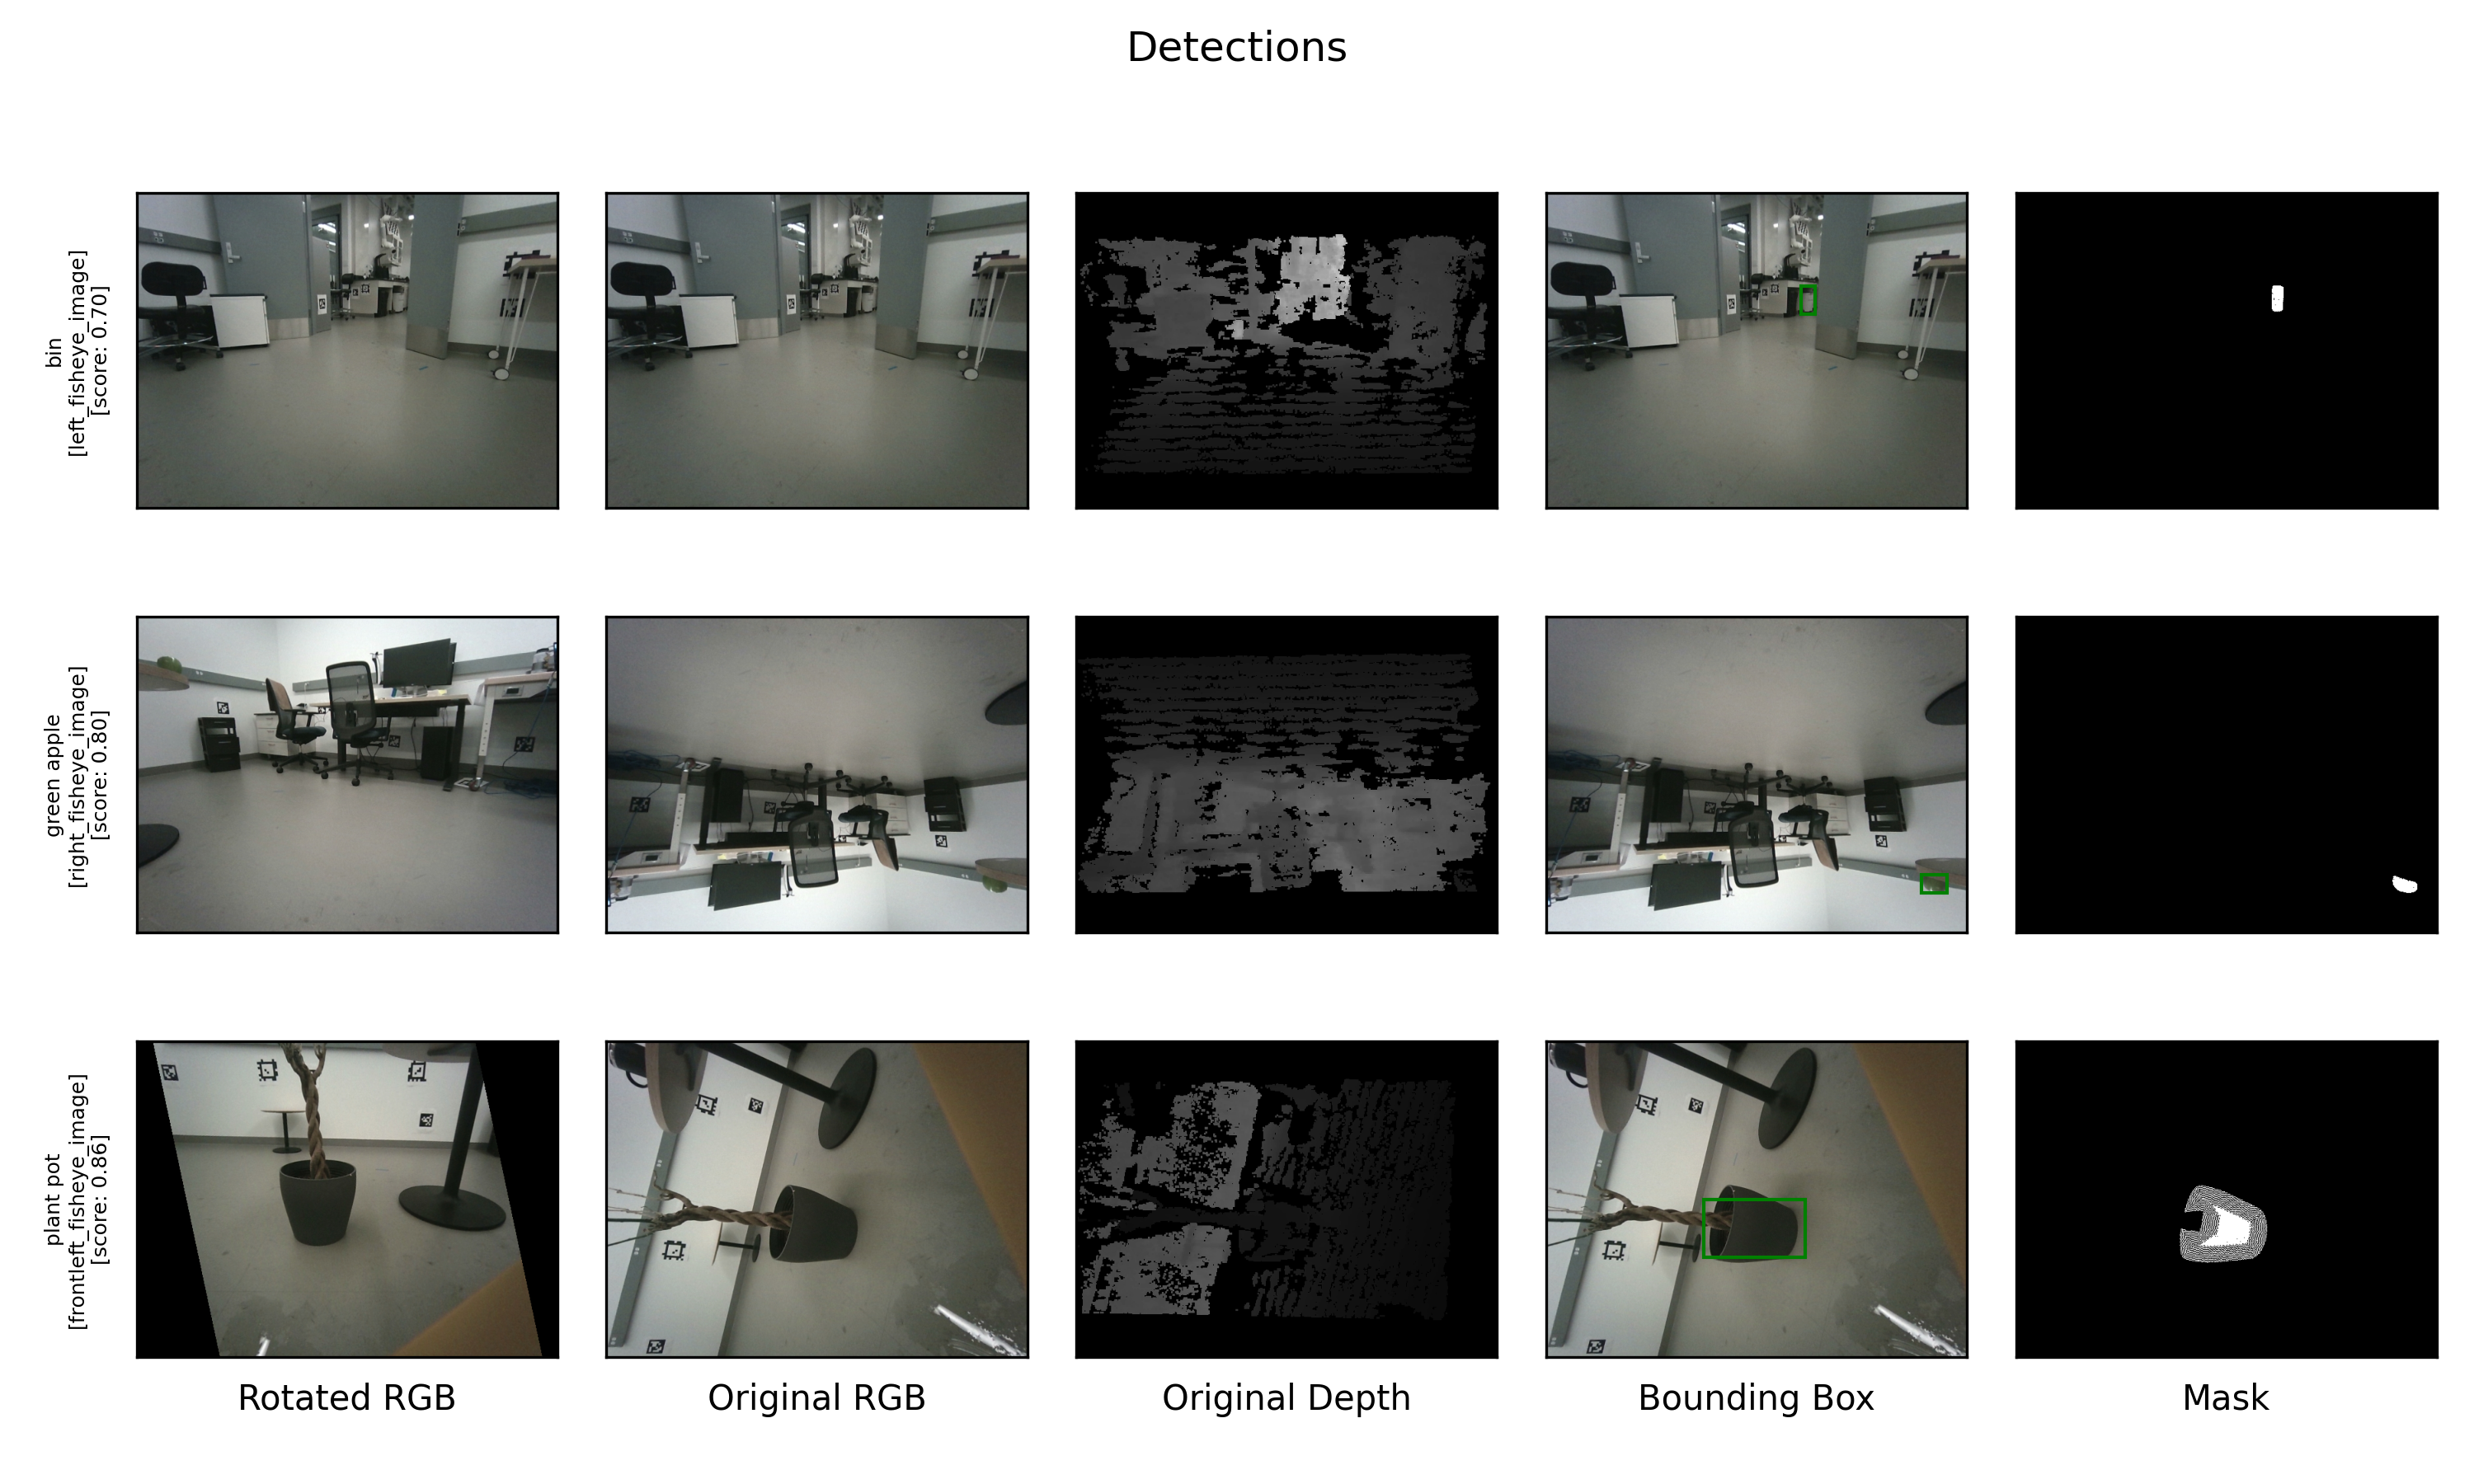 Detections
bin
[left_fisheye_image]
[score: 0.70]
green apple
[right_fisheye_image]
[score: 0.80]
plant pot
[frontleft_fisheye_image]
[score: 0.86]
Rotated RGB
Original RGB
Original Depth
Bounding Box
Mask